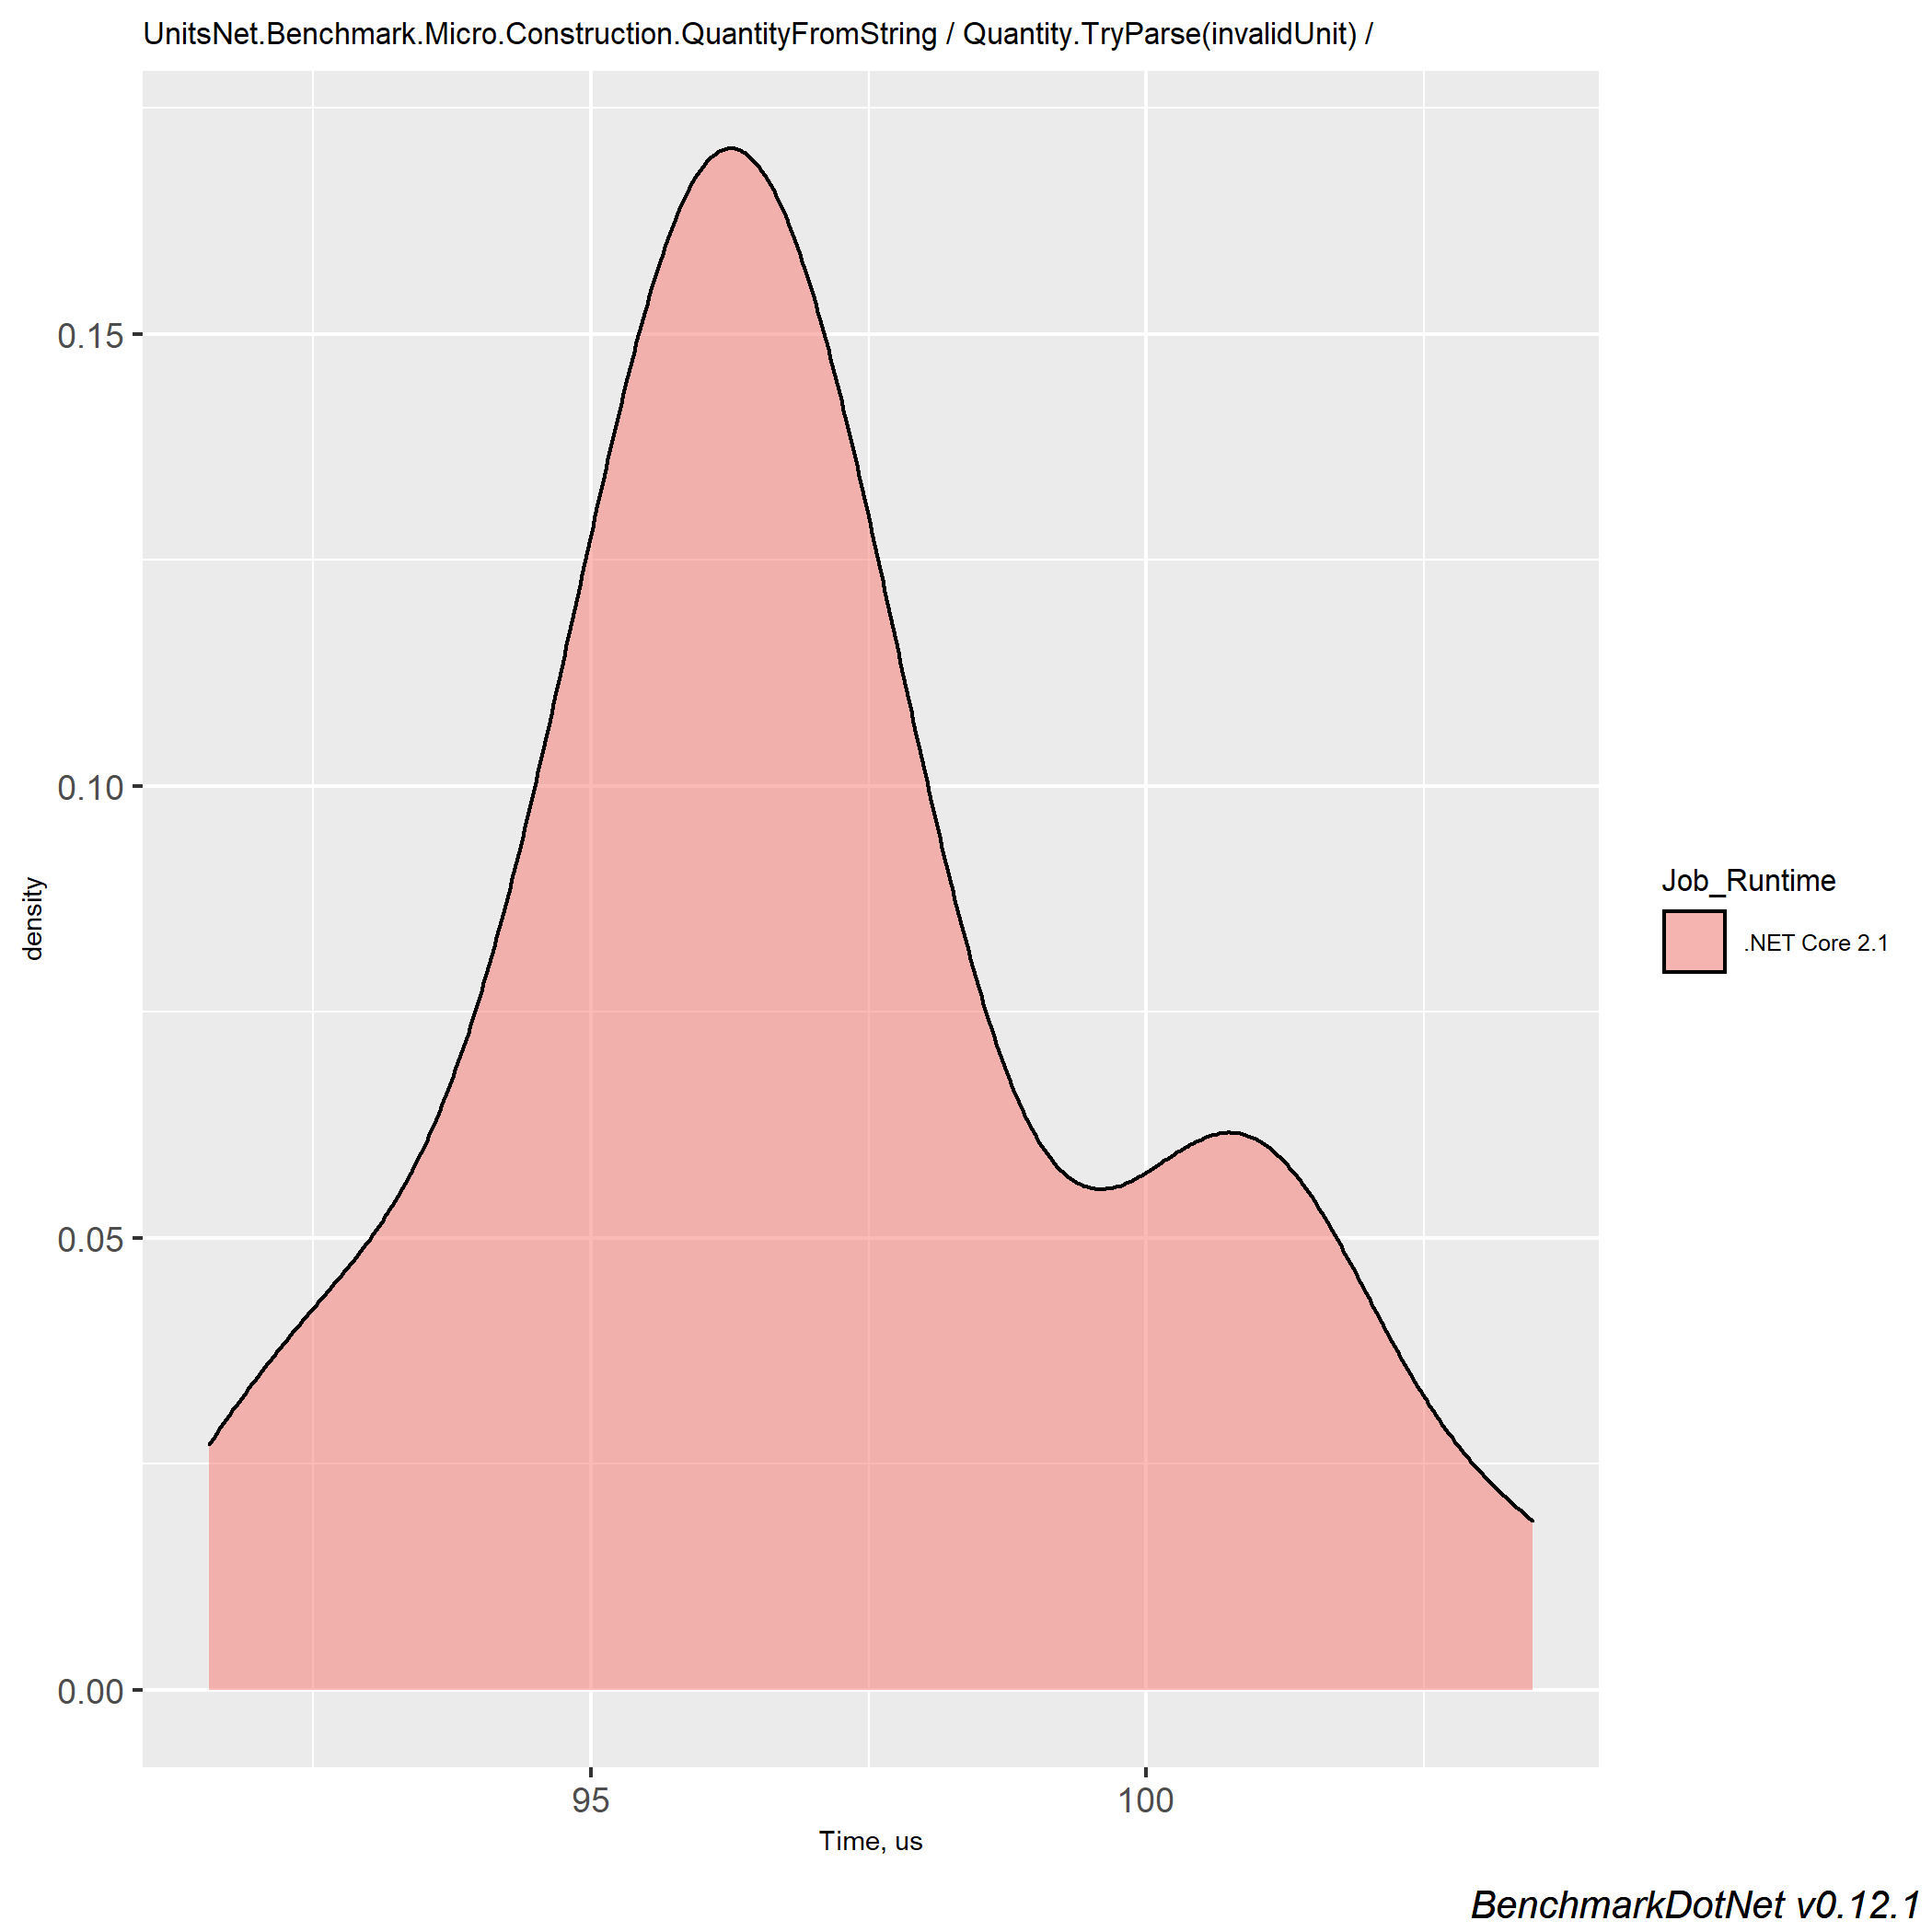 UnitsNet.Benchmark.Micro.Construction.QuantityFromString / Quantity.TryParse(invalidUnit) /
0.15
0.10
0.05
0.00
density
95
100
Time, us
Job_Runtime
.NET Core 2.1
BenchmarkDotNet v0.12.1